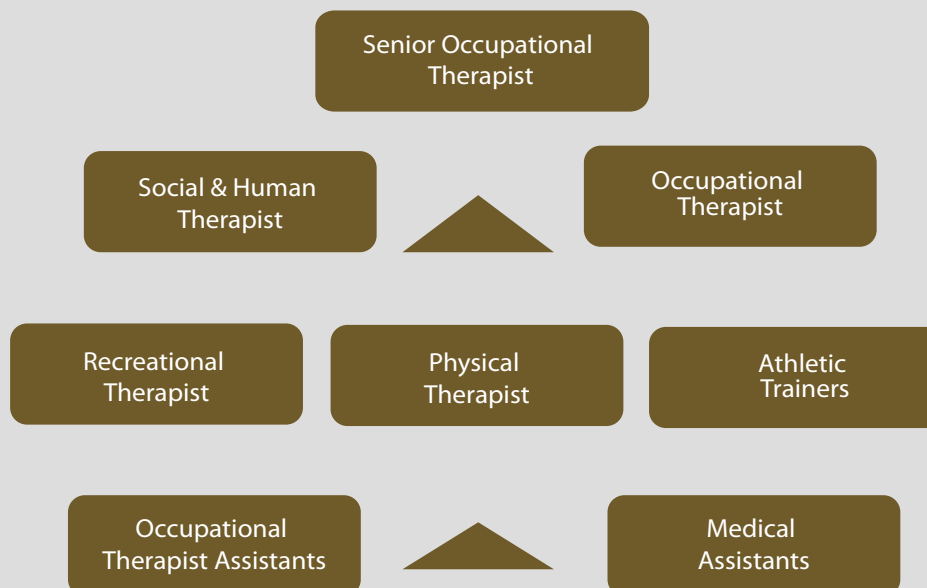 Senior Occupational
Therapist
Social & Human
Therapist
Occupational
Therapist
Recreational
Therapist
Physical
Therapist
Athletic
Trainers
Occupational
Therapist Assistants
Medical
Assistants